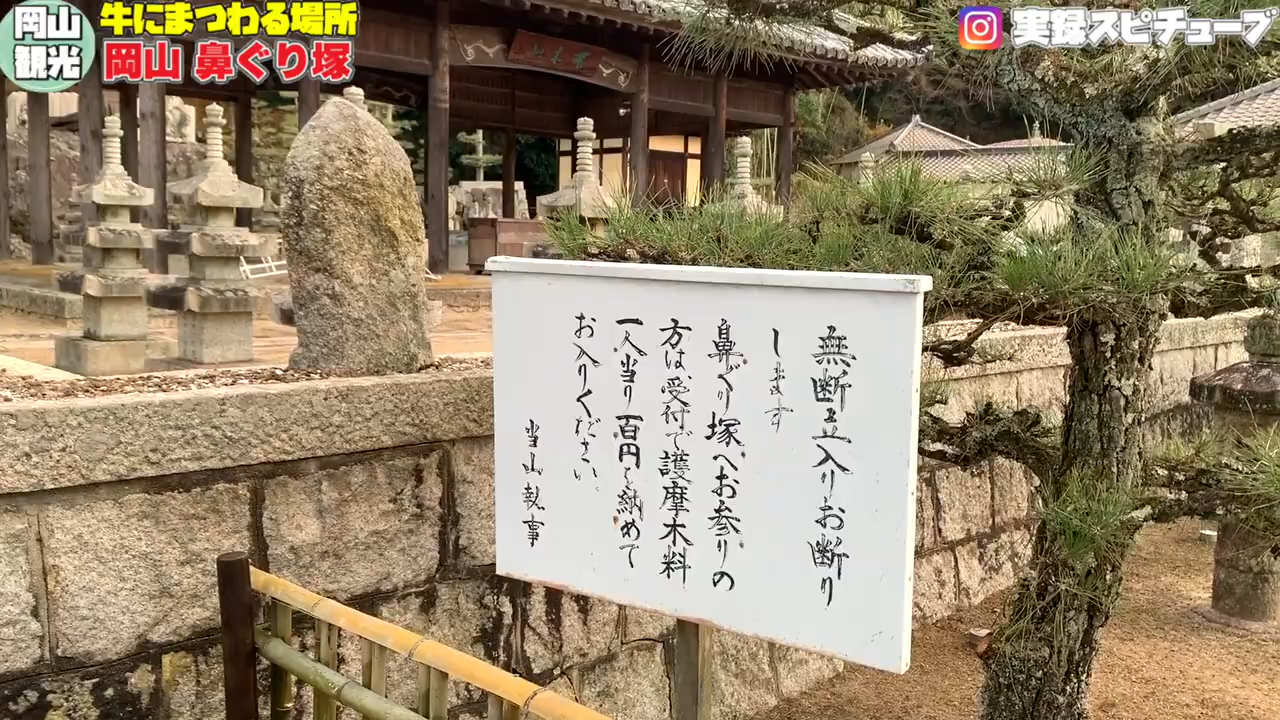 岡山
観光
牛にまつわる場所
岡山 鼻ぐり塚
実録スピチューブ
無断立入りお断り
します
鼻ぐり塚へお参りの
方は、受付で護摩木料
一人当り百円を納めて
お入りください。
当山執事